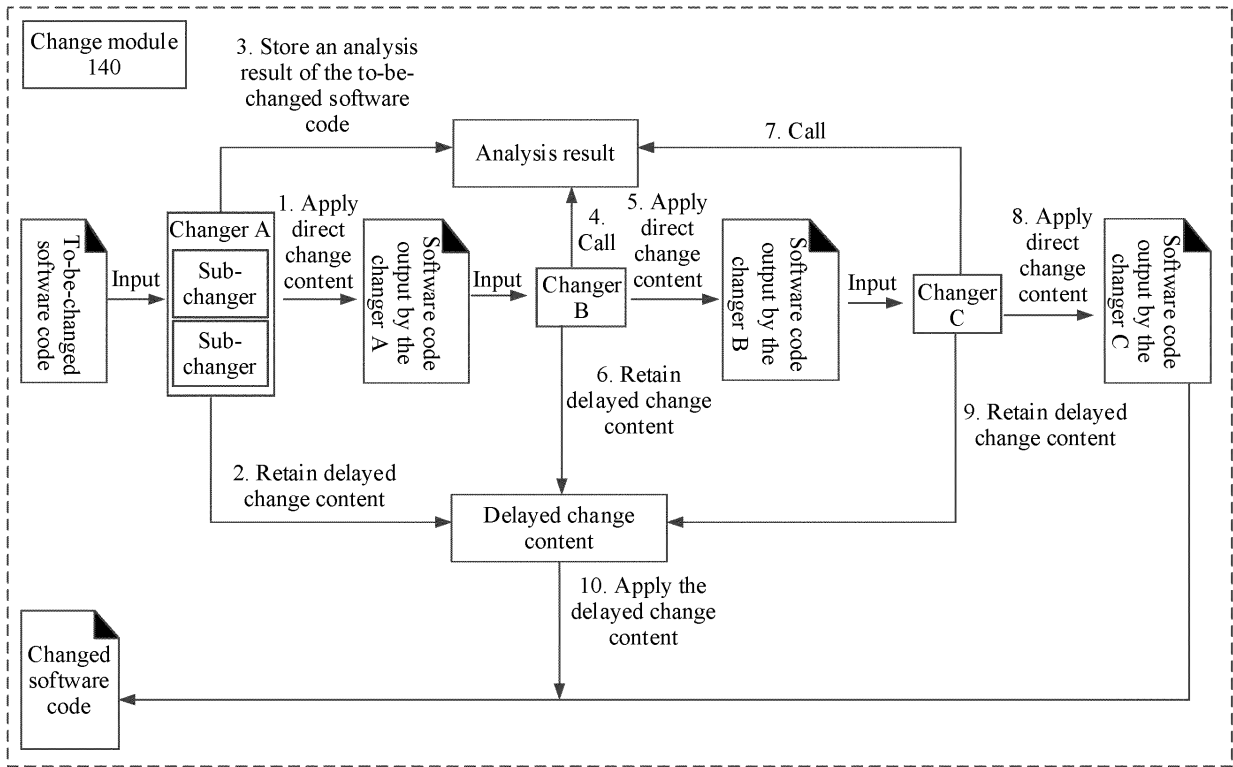 Change module
140
3. Store an analysis
result of the to-be-
changed software
code
7. Call
Analysis result
To-be-changed
software code
Input
Changer A
Sub-
changer
Sub-
changer
1. Apply
direct
change
content
Software code
output by the
changer A
Input
4.
Call
Changer
B
5. Apply
direct
change
content
Software code
output by the
changer B
Input
Changer
C
8. Apply
direct
change
content
Software code
output by the
changer C
6. Retain
delayed change
content
9. Retain delayed
change content
2. Retain delayed
change content
Delayed change
content
10. Apply the
delayed change
content
Changed
software
code